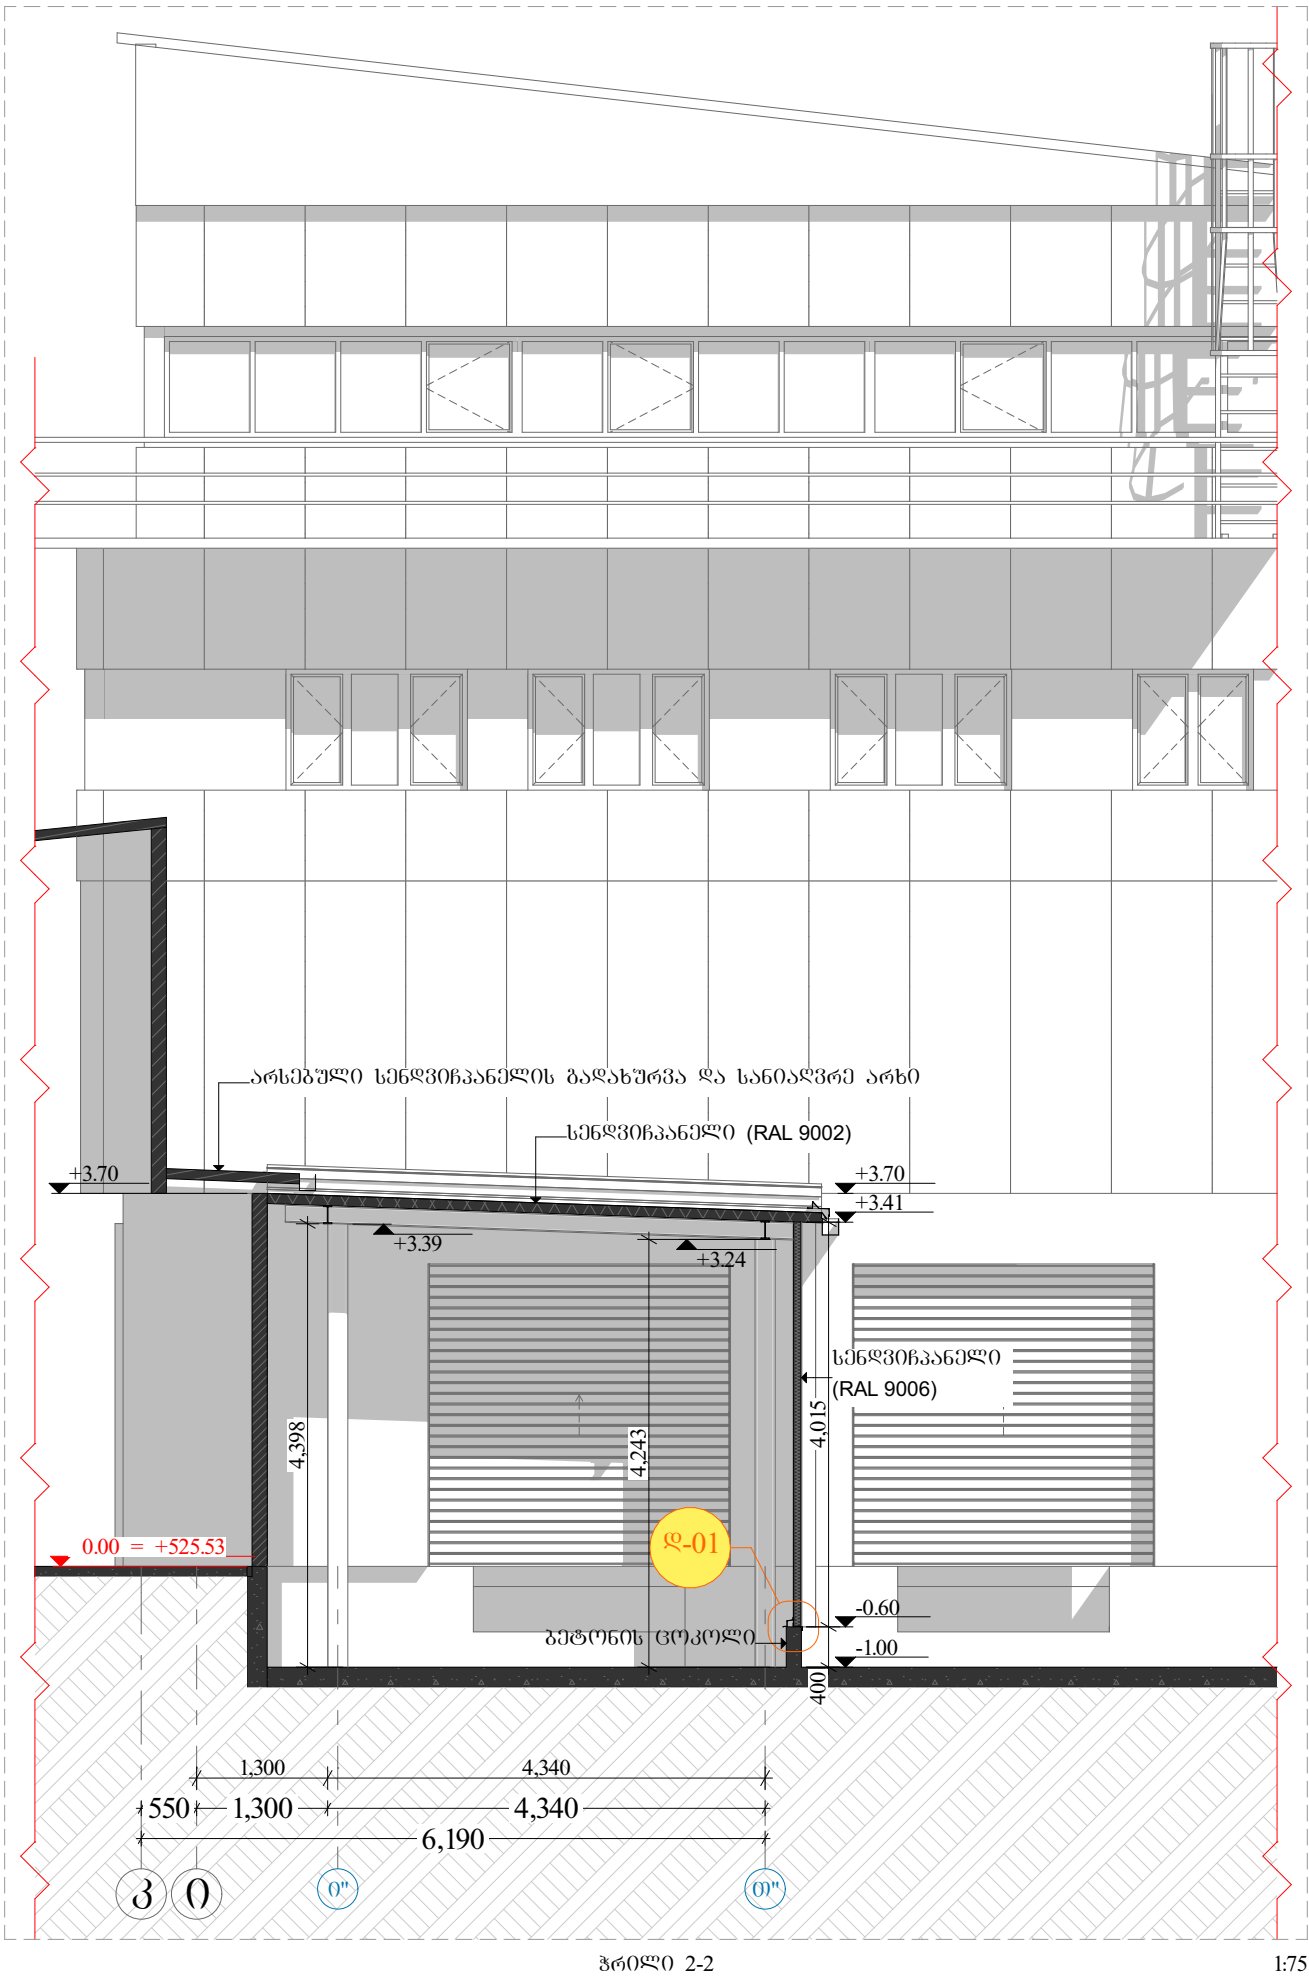 არსებული სენდვიჩპანელის გადახურვა და სანიაღვრე არხი
სენდვიჩპანელი (RAL 9002)
+3.70
+3.70
+3.41
+3.39
+3.24
სენდვიჩპანელი
(RAL 9006)
4,398
4,243
4,015
0.00 = +525.53
დ-01
-0.60
ბეტონის ცოკოლი
-1.00
400
1,300 4,340
550 1,300 4,340
6,190
კ ი ი" თ"
ჭრილი 2-2 1:75